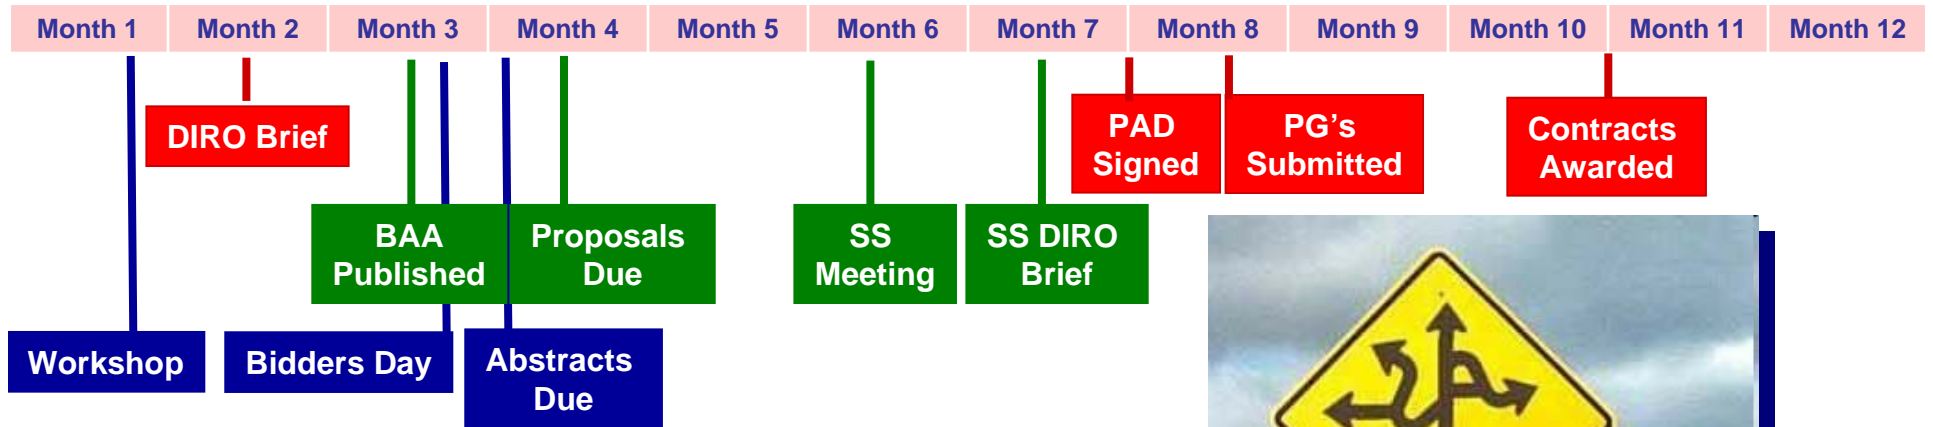 Month 1 Month 2 Month 3 Month 4 Month 5 Month 6 Month 7 Month 8 Month 9 Month 10 Month 11 Month 12
DIRO Brief
PAD
Signed
PG’s
Submitted
Contracts
Awarded
BAA
Published
Proposals
Due
SS
Meeting
SS DIRO
Brief
Workshop
Bidders Day
Abstracts
Due